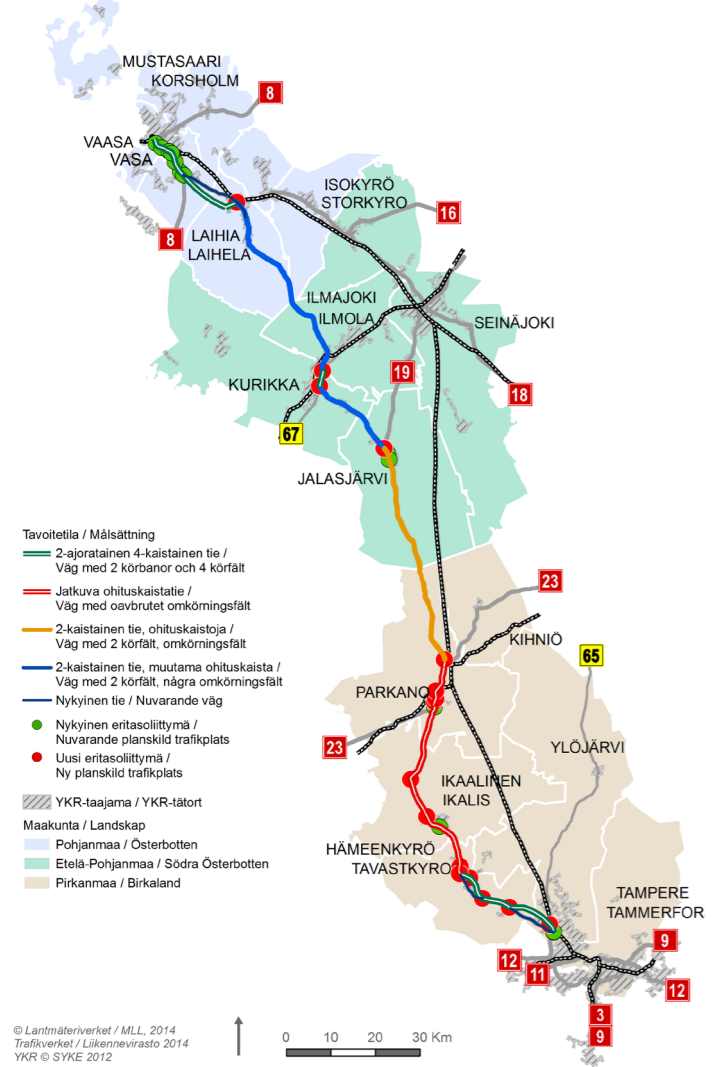 MUSTASAARI
KORSHOLM
8
VAASA
VASA
ISOKYRÖ
STORKYRO
16
8
LAIHIA
LAIHELA
ILMAJOKI
ILMOLA
SEINÄJOKI
19
KURIKKA
18
67
JALASJÄRVI
Tavoitetila / Målsättning
2-ajoratainen 4-kaistainen tie /
Väg med 2 körbanor och 4 körfält
Jatkuva ohituskaistatie /
Väg med oavbrutet omkörningsfält
2-kaistainen tie, ohituskaistoja /
Väg med 2 körfält, omkörningsfält
2-kaistainen tie, muutama ohituskaista /
Väg med 2 körfält, några omkörningsfält
Nykyinen tie / Nuvarande väg
Nykyinen eritasoliittymä /
Nuvarande planskild trafikplats
Uusi eritasoliittymä /
Ny planskild trafikplats
YKR-taajama / YKR-tätort
Maakunta / Landskap
Pohjanmaa / Österbotten
Etelä-Pohjanmaa / Södra Österbotten
Pirkanmaa / Birkaland
23
KIHNIÖ
65
PARKANO
23
YLÖJÄRVI
IKAALINEN
IKALIS
HÄMEENKYRÖ
TAVASTKYRO
TAMPERE
TAMMERFOR
9
12
11
12
3
9
© Lantmäteriverket / MLL, 2014
Trafikverket / Liikennevirasto 2014
YKR © SYKE 2012
0 10 20 30 Km